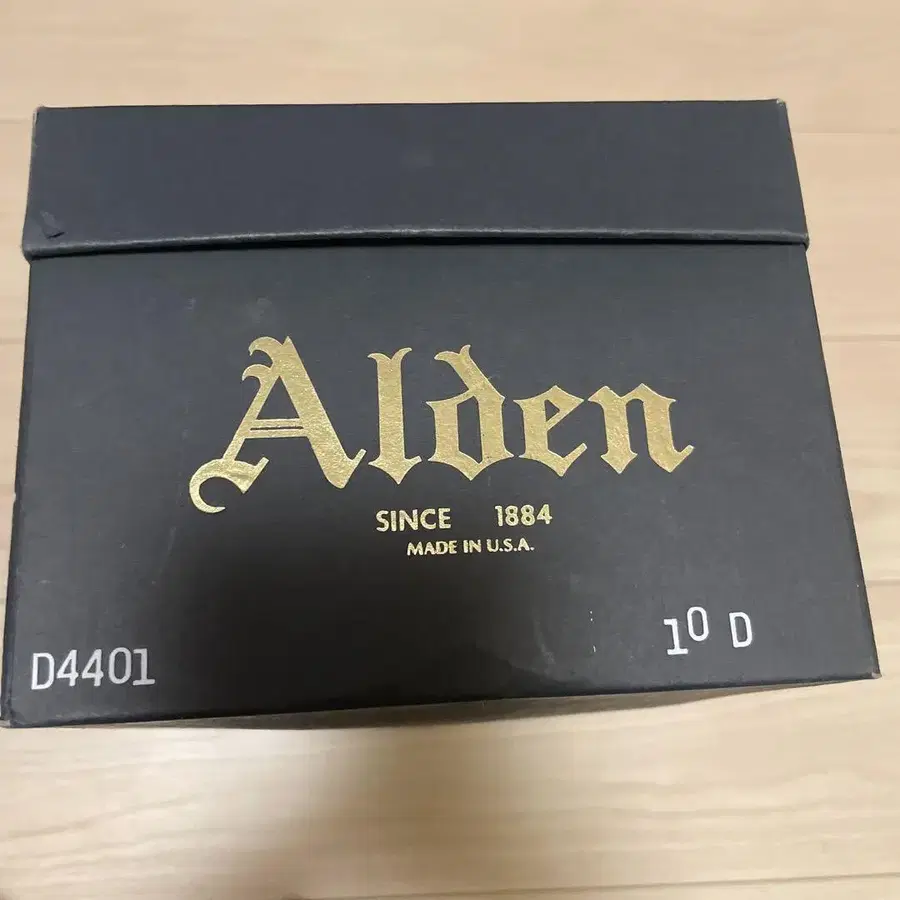 Alden
SINCE 1884
MADE IN U.S.A.
D4401
10 D